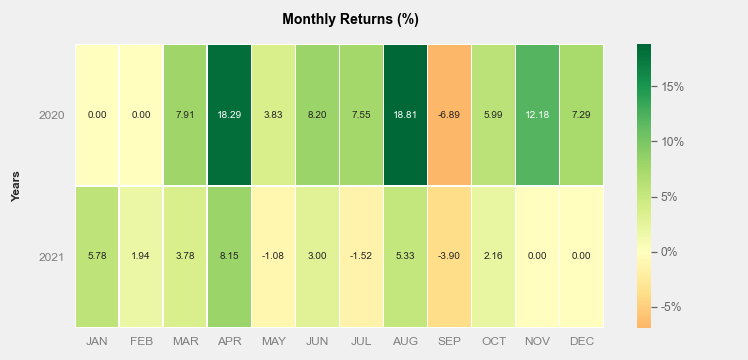 Monthly Returns (%)
Years
2020
0.00 0.00 7.91 18.29 3.83 8.20 7.55 18.81 -6.89 5.99 12.18 7.29
2021
5.78 1.94 3.78 8.15 -1.08 3.00 -1.52 5.33 -3.90 2.16 0.00 0.00
JAN FEB MAR APR MAY JUN JUL AUG SEP OCT NOV DEC
15%
10%
5%
0%
-5%